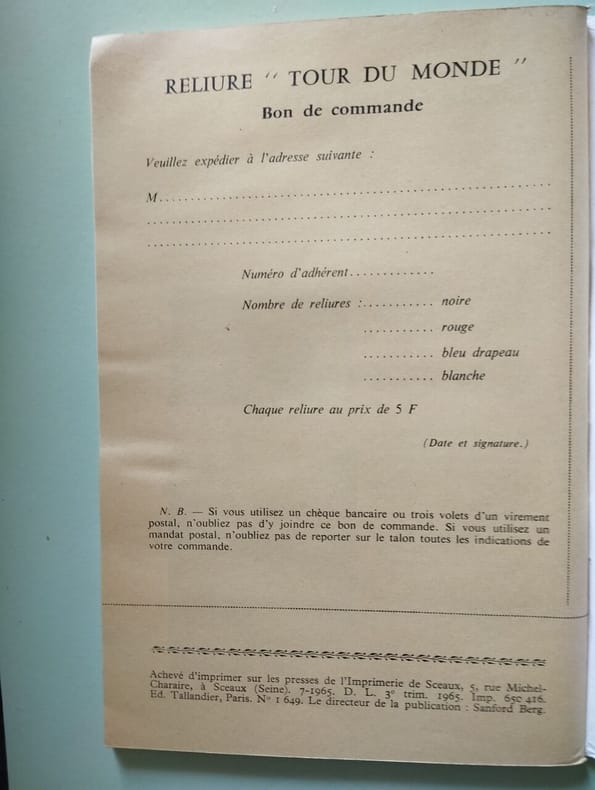 RELIURE " TOUR DU MONDE "
Bon de commande
Veuillez expédier à l'adresse suivante :
M..................................................
..................................................
..................................................
Numéro d'adhérent.............
Nombre de reliures :........... noire
........... rouge
........... bleu drapeau
........... blanche
Chaque reliure au prix de 5 F
(Date et signature.)
N. B. — Si vous utilisez un chèque bancaire ou trois volets d'un virement
postal, n'oubliez pas d'y joindre ce bon de commande. Si vous utilisez un
mandat postal, n'oubliez pas de reporter sur le talon toutes les indications de
votre commande.
Achevé d'imprimer sur les presses de l'Imprimerie de Sceaux, 5, rue Michel-
Charaire, à Sceaux (Seine). 7-1965. D. L. 3e trim. 1965. Imp. 650 416.
Ed. Tallandier, Paris. No 1 649. Le directeur de la publication : Sanford Berg.